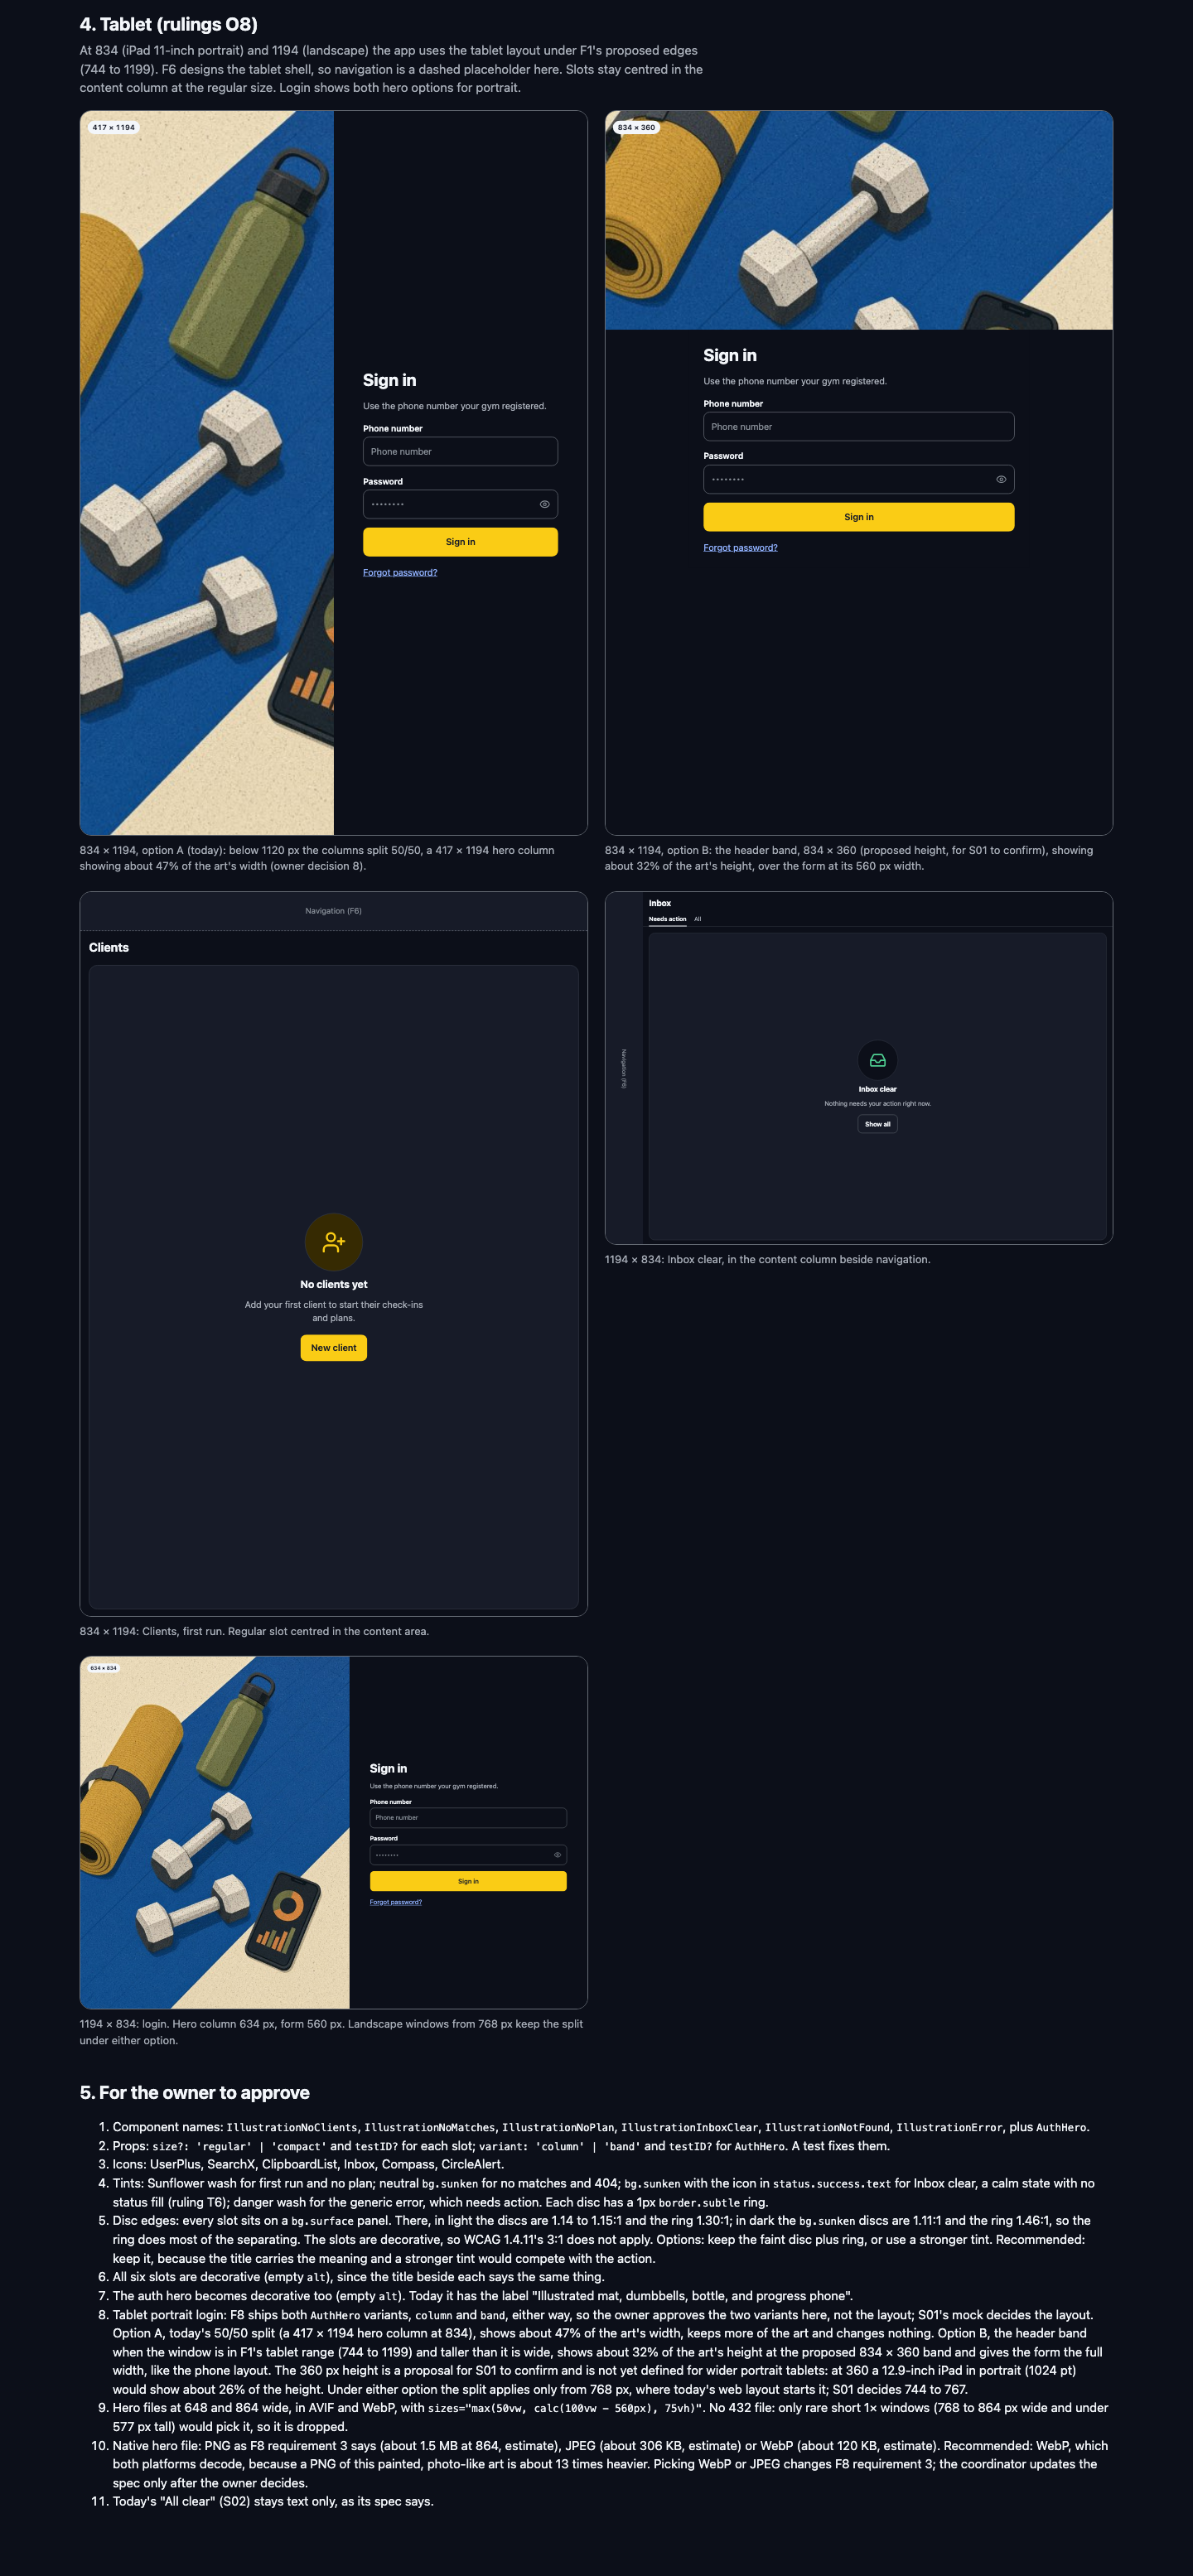 4. Tablet (rulings O8)
At 834 (iPad 11-inch portrait) and 1194 (landscape) the app uses the tablet layout under F1's proposed edges
(744 to 1199). F6 designs the tablet shell, so navigation is a dashed placeholder here. Slots stay centred in the
content column at the regular size. Login shows both hero options for portrait.
417 × 1194
Sign in
Use the phone number your gym registered.
Phone number
Phone number
Password
••••••••
Sign in
Forgot password?
834 × 1194, option A (today): below 1120 px the columns split 50/50, a 417 × 1194 hero column
showing about 47% of the art's width (owner decision 8).
834 × 360
Sign in
Use the phone number your gym registered.
Phone number
Phone number
Password
••••••••
Sign in
Forgot password?
834 × 1194, option B: the header band, 834 × 360 (proposed height, for S01 to confirm), showing
about 32% of the art's height, over the form at its 560 px width.
Navigation (F6)
Clients
No clients yet
Add your first client to start their check-ins
and plans.
New client
834 × 1194: Clients, first run. Regular slot centred in the content area.
Navigation (F6)
Inbox
Needs action All
Inbox clear
Nothing needs your action right now.
Show all
1194 × 834: Inbox clear, in the content column beside navigation.
634 × 834
Sign in
Use the phone number your gym registered.
Phone number
Phone number
Password
••••••••
Sign in
Forgot password?
1194 × 834: login. Hero column 634 px, form 560 px. Landscape windows from 768 px keep the split
under either option.
5. For the owner to approve
1. Component names: IllustrationNoClients, IllustrationNoMatches, IllustrationNoPlan, IllustrationInboxClear, IllustrationNotFound, IllustrationError, plus AuthHero.
2. Props: size?: 'regular' | 'compact' and testID? for each slot; variant: 'column' | 'band' and testID? for AuthHero. A test fixes them.
3. Icons: UserPlus, SearchX, ClipboardList, Inbox, Compass, CircleAlert.
4. Tints: Sunflower wash for first run and no plan; neutral bg.sunken for no matches and 404; bg.sunken with the icon in status.success.text for Inbox clear, a calm state with no
status fill (ruling T6); danger wash for the generic error, which needs action. Each disc has a 1px border.subtle ring.
5. Disc edges: every slot sits on a bg.surface panel. There, in light the discs are 1.14 to 1.15:1 and the ring 1.30:1; in dark the bg.sunken discs are 1.11:1 and the ring 1.46:1, so the
ring does most of the separating. The slots are decorative, so WCAG 1.4.11's 3:1 does not apply. Options: keep the faint disc plus ring, or use a stronger tint. Recommended:
keep it, because the title carries the meaning and a stronger tint would compete with the action.
6. All six slots are decorative (empty alt), since the title beside each says the same thing.
7. The auth hero becomes decorative too (empty alt). Today it has the label "Illustrated mat, dumbbells, bottle, and progress phone".
8. Tablet portrait login: F8 ships both AuthHero variants, column and band, either way, so the owner approves the two variants here, not the layout; S01's mock decides the layout.
Option A, today's 50/50 split (a 417 × 1194 hero column at 834), shows about 47% of the art's width, keeps more of the art and changes nothing. Option B, the header band
when the window is in F1's tablet range (744 to 1199) and taller than it is wide, shows about 32% of the art's height at the proposed 834 × 360 band and gives the form the full
width, like the phone layout. The 360 px height is a proposal for S01 to confirm and is not yet defined for wider portrait tablets: at 360 a 12.9-inch iPad in portrait (1024 pt)
would show about 26% of the height. Under either option the split applies only from 768 px, where today's web layout starts it; S01 decides 744 to 767.
9. Hero files at 648 and 864 wide, in AVIF and WebP, with sizes="max(50vw, calc(100vw − 560px), 75vh)". No 432 file: only rare short 1× windows (768 to 864 px wide and under
577 px tall) would pick it, so it is dropped.
10. Native hero file: PNG as F8 requirement 3 says (about 1.5 MB at 864, estimate), JPEG (about 306 KB, estimate) or WebP (about 120 KB, estimate). Recommended: WebP, which
both platforms decode, because a PNG of this painted, photo-like art is about 13 times heavier. Picking WebP or JPEG changes F8 requirement 3; the coordinator updates the
spec only after the owner decides.
11. Today's "All clear" (S02) stays text only, as its spec says.